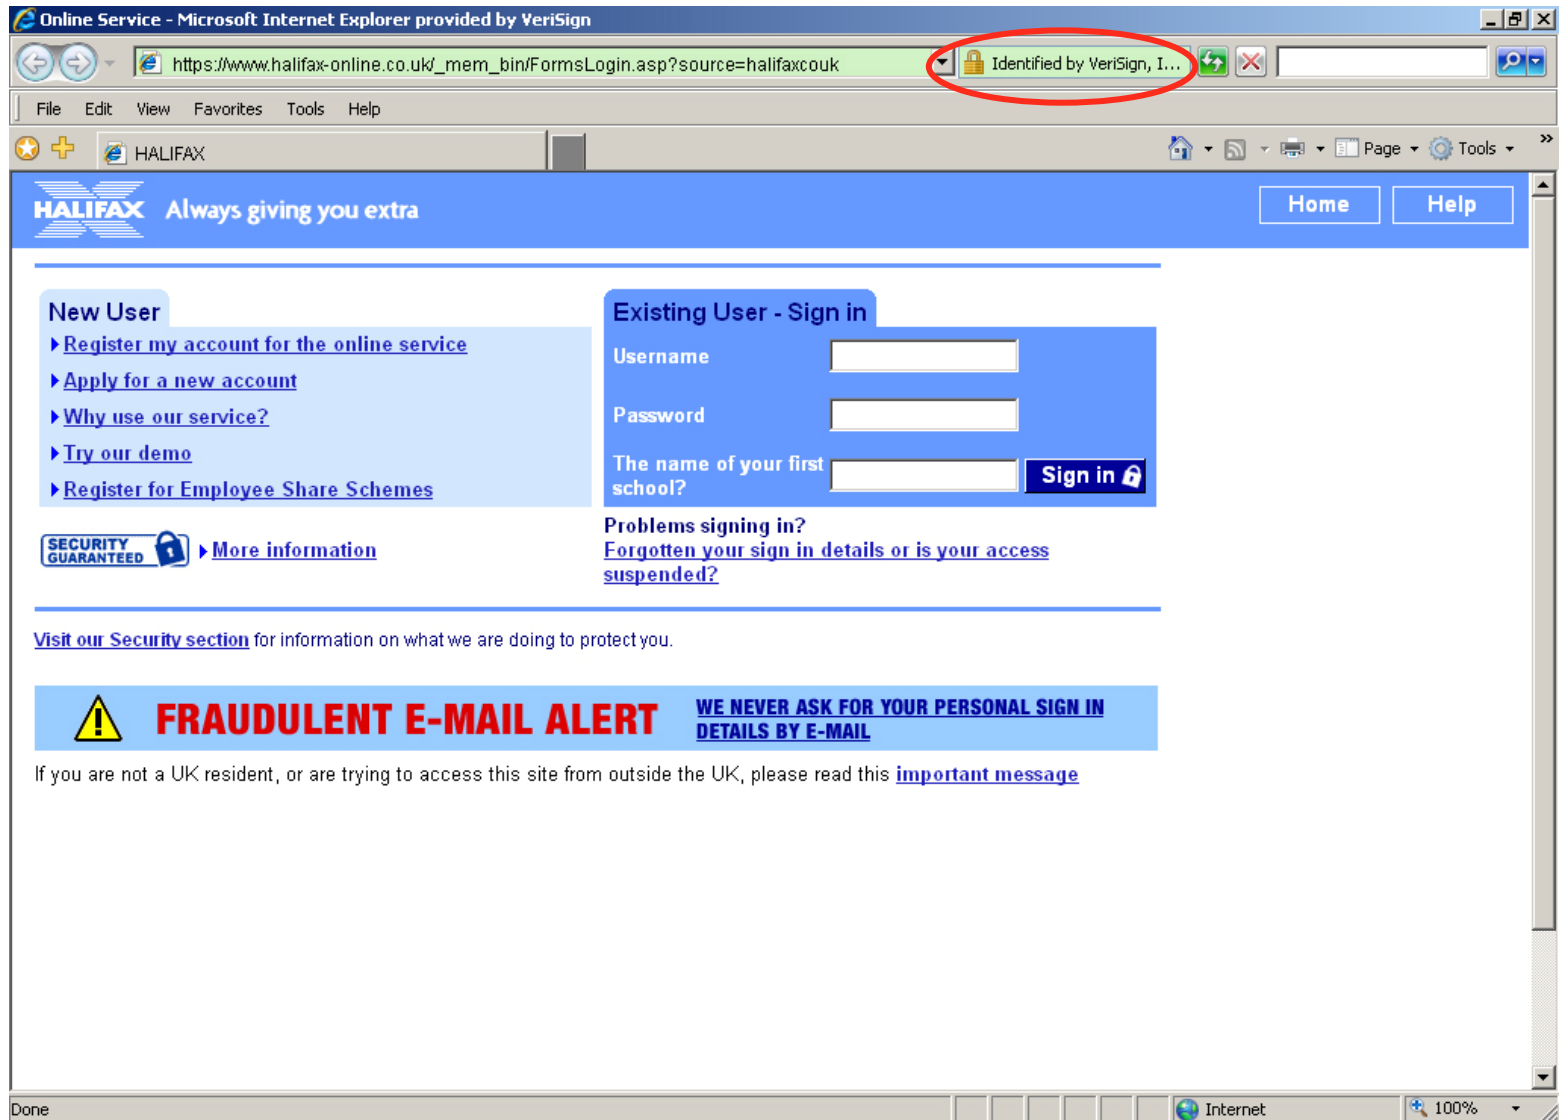 Online Service - Microsoft Internet Explorer provided by VeriSign
https://www.halifax-online.co.uk/_mem_bin/FormsLogin.asp?source=halifaxcouk
Identified by VeriSign, I...
File Edit View Favorites Tools Help
HALIFAX
Page Tools »
HALIFAX Always giving you extra
Home Help
New User
Register my account for the online service
Apply for a new account
Why use our service?
Try our demo
Register for Employee Share Schemes
SECURITY
GUARANTEED
More information
Existing User - Sign in
Username
Password
The name of your first
school?
Sign in
Problems signing in?
Forgotten your sign in details or is your access
suspended?
Visit our Security section for information on what we are doing to protect you.
FRAUDULENT E-MAIL ALERT
WE NEVER ASK FOR YOUR PERSONAL SIGN IN
DETAILS BY E-MAIL
If you are not a UK resident, or are trying to access this site from outside the UK, please read this important message
Done
Internet
100%